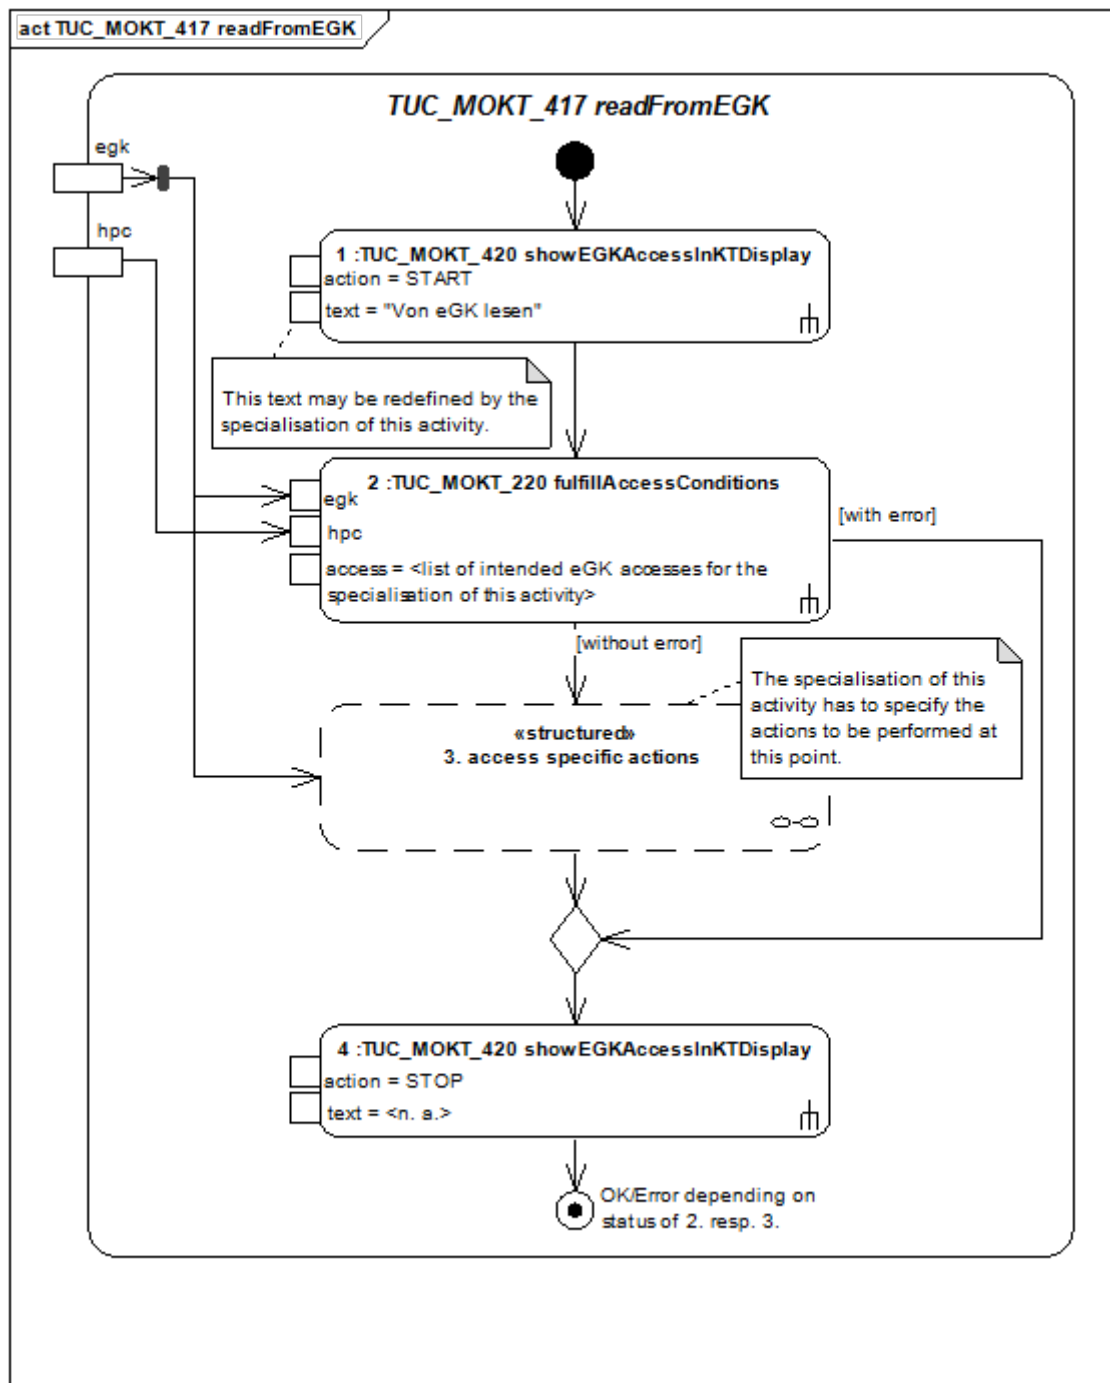 act TUC_MOKT_417 readFromEGK
TUC_MOKT_417 readFromEGK
egk
hpc
1 :TUC_MOKT_420 showEGKAccessInKTDisplay
action = START
text = "Von eGK lesen"
This text may be redefined by the
specialisation of this activity.
2 :TUC_MOKT_220 fulfillAccessConditions
egk
hpc
access = <list of intended eGK accesses for the
specialisation of this activity>
[with error]
[without error]
The specialisation of this
activity has to specify the
actions to be performed at
this point.
«structured»
3. access specific actions
4 :TUC_MOKT_420 showEGKAccessInKTDisplay
action = STOP
text = <n. a.>
OK/Error depending on
status of 2. resp. 3.